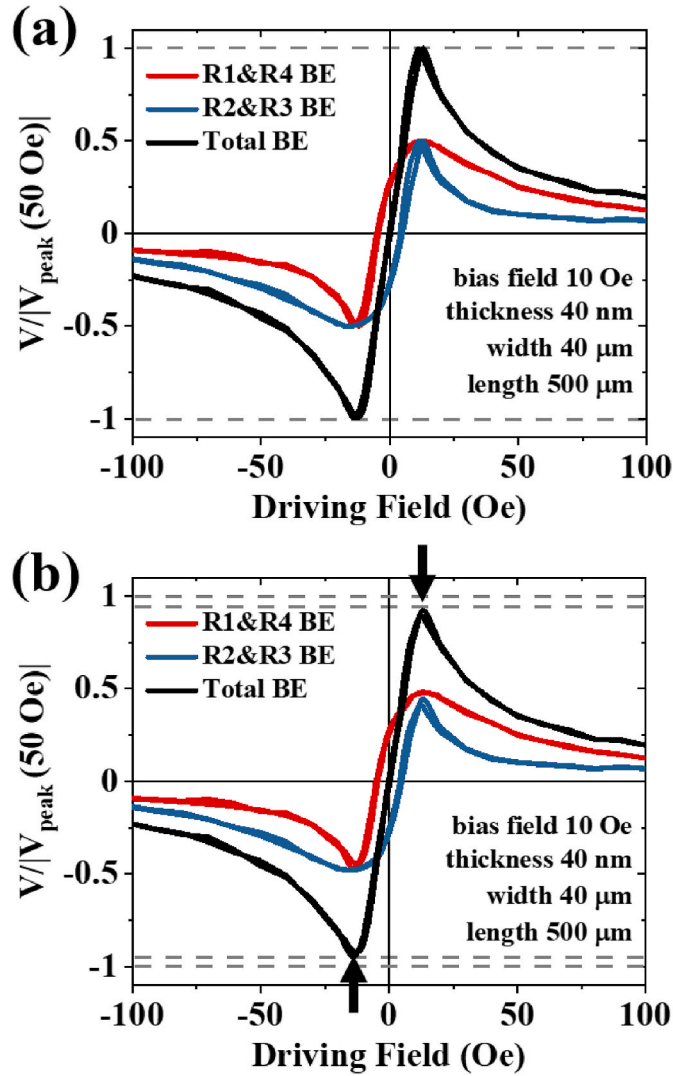 (a)
R1&R4 BE
R2&R3 BE
Total BE
1
0.5
0
-0.5
-1
V/|Vpeak (50 Oe)|
bias field 10 Oe
thickness 40 nm
width 40 μm
length 500 μm
-100 -50 0 50 100
Driving Field (Oe)
(b)
R1&R4 BE
R2&R3 BE
Total BE
1
0.5
0
-0.5
-1
V/|Vpeak (50 Oe)|
bias field 10 Oe
thickness 40 nm
width 40 μm
length 500 μm
-100 -50 0 50 100
Driving Field (Oe)